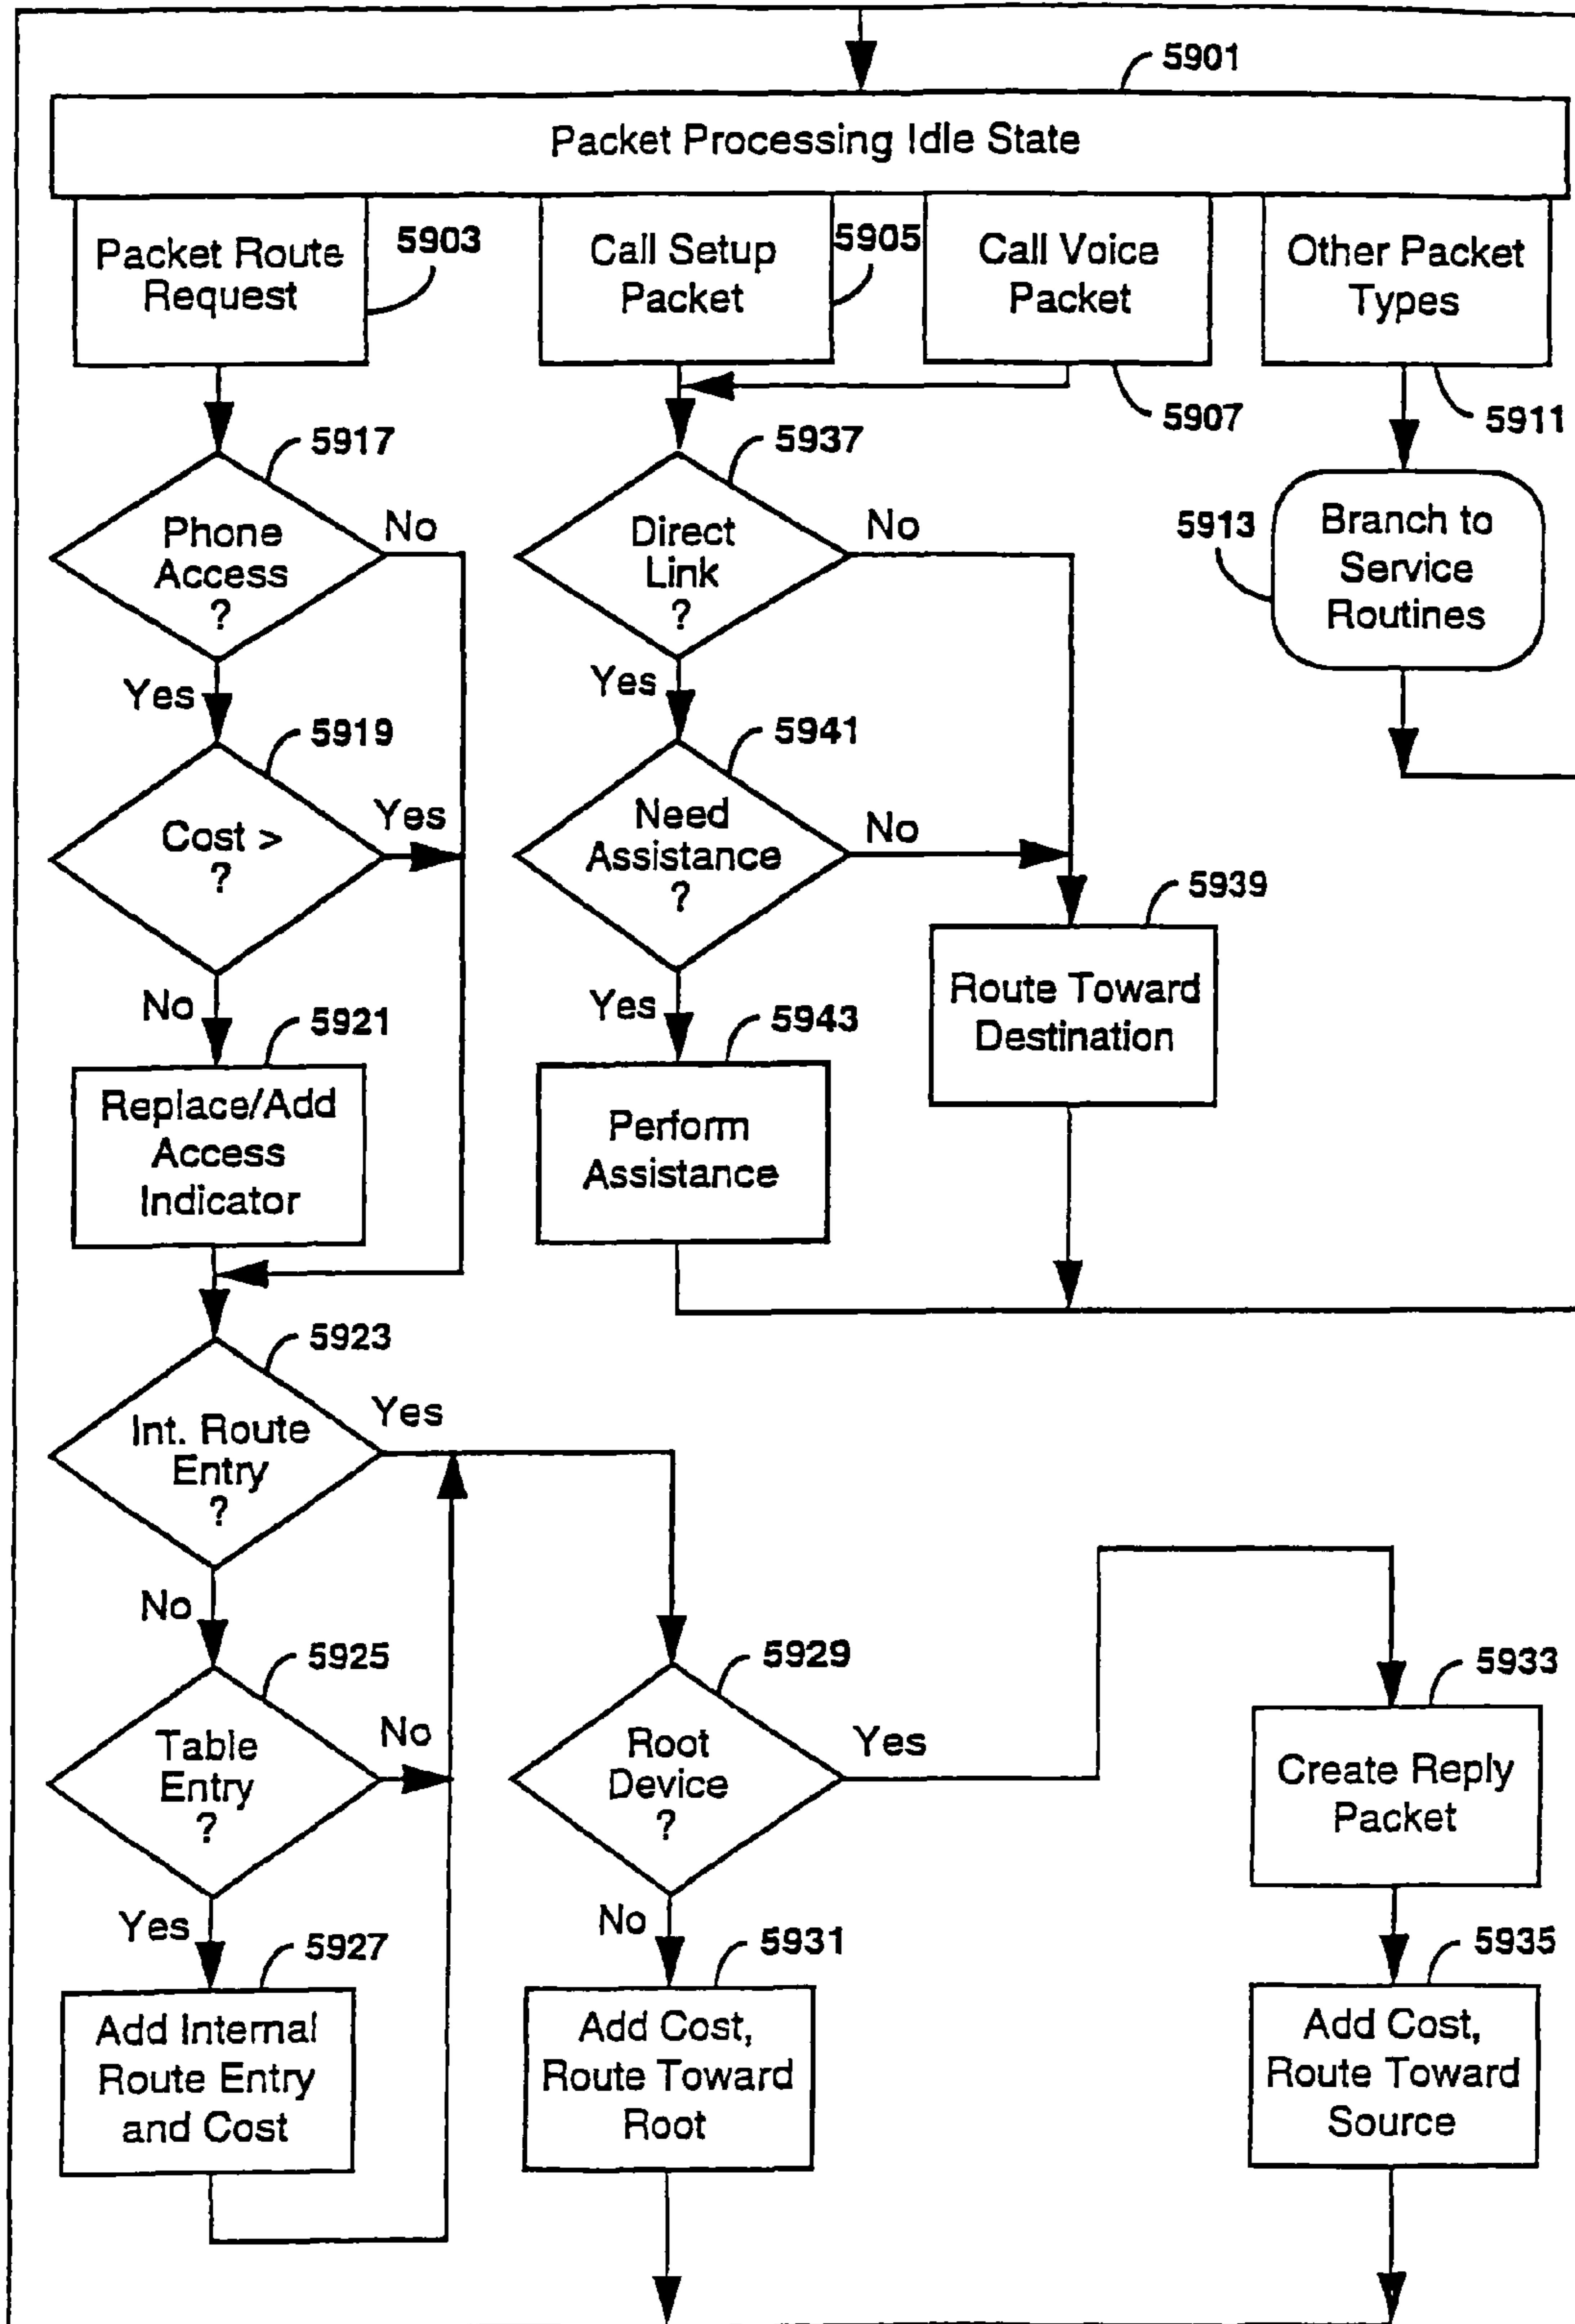 5901
Packet Processing Idle State
Packet Route
Request
5903
Call Setup
Packet
5905
Call Voice
Packet
5907
Other Packet
Types
5911
5917
Phone
Access
?
No
Yes
5937
Direct
Link
?
No
Yes
5913
Branch to
Service
Routines
5919
Cost >
?
Yes
No
5941
Need
Assistance
?
No
Yes
5939
Route Toward
Destination
5921
Replace/Add
Access
Indicator
5943
Perform
Assistance
5923
Int. Route
Entry
?
Yes
No
5925
Table
Entry
?
No
Yes
5929
Root
Device
?
Yes
No
5933
Create Reply
Packet
5927
Add Internal
Route Entry
and Cost
5931
Add Cost,
Route Toward
Root
5935
Add Cost,
Route Toward
Source